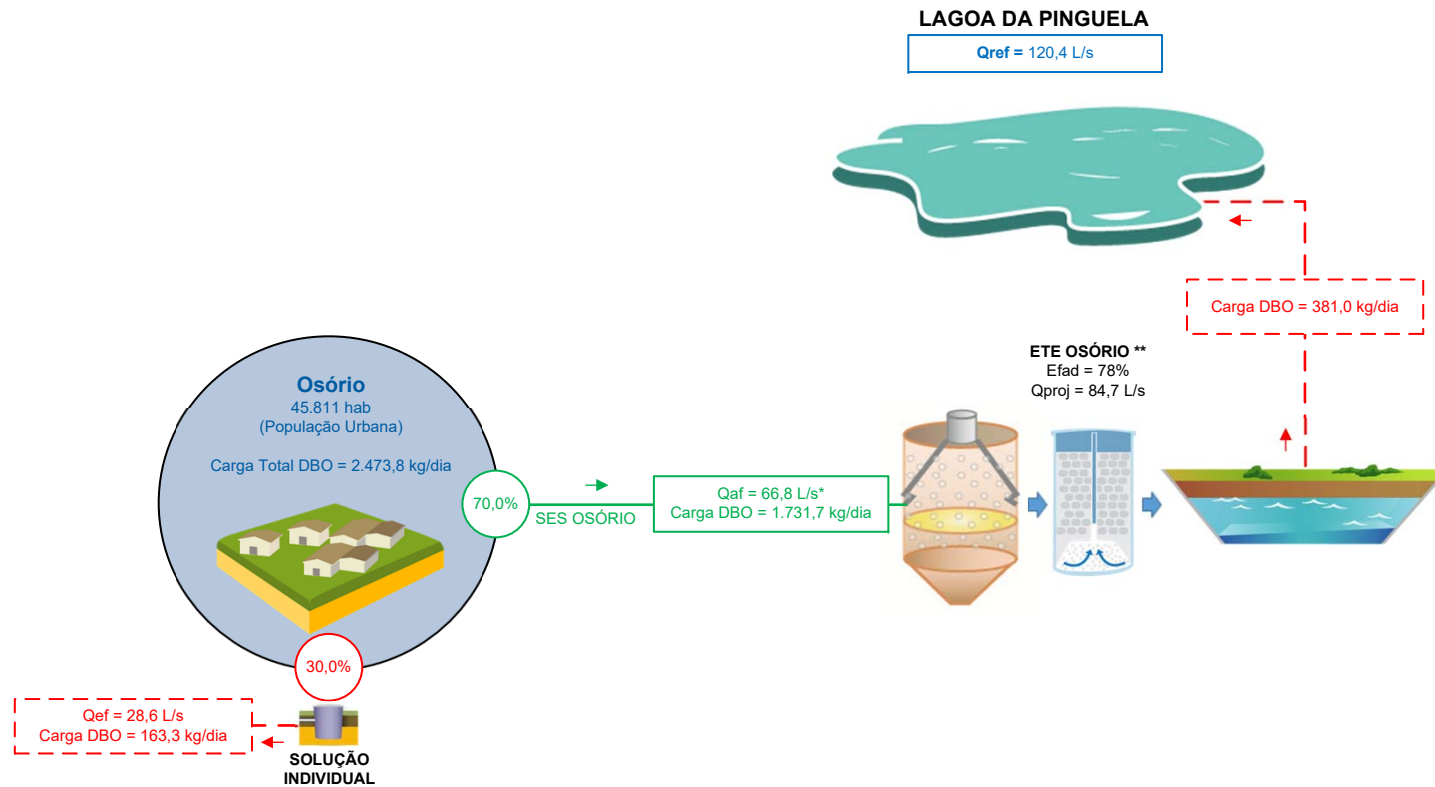 LAGOA DA PINGUELA
Qref = 120,4 L/s
Carga DBO = 381,0 kg/dia
ETE OSÓRIO **
Efad = 78%
Qproj = 84,7 L/s
Osório
45.811 hab
(População Urbana)
Carga Total DBO = 2.473,8 kg/dia
70,0%
SES OSÓRIO
Qaf = 66,8 L/s*
Carga DBO = 1.731,7 kg/dia
30,0%
Qef = 28,6 L/s
Carga DBO = 163,3 kg/dia
SOLUÇÃO
INDIVIDUAL